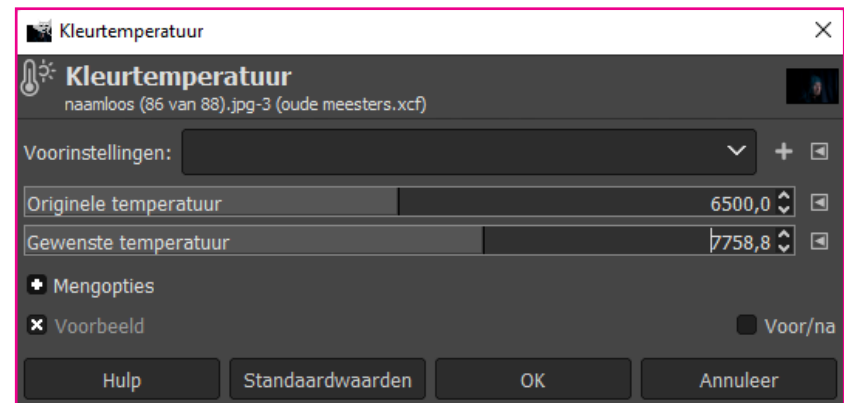 Kleurtemperatuur
Kleurtemperatuur
naamloos (86 van 88).jpg-3 (oude meesters.xcf)
Voorinstellingen:
Originele temperatuur 6500,0
Gewenste temperatuur 7758,8
Mengopties
Voorbeeld Voor/na
Hulp Standaardwaarden OK Annuleer